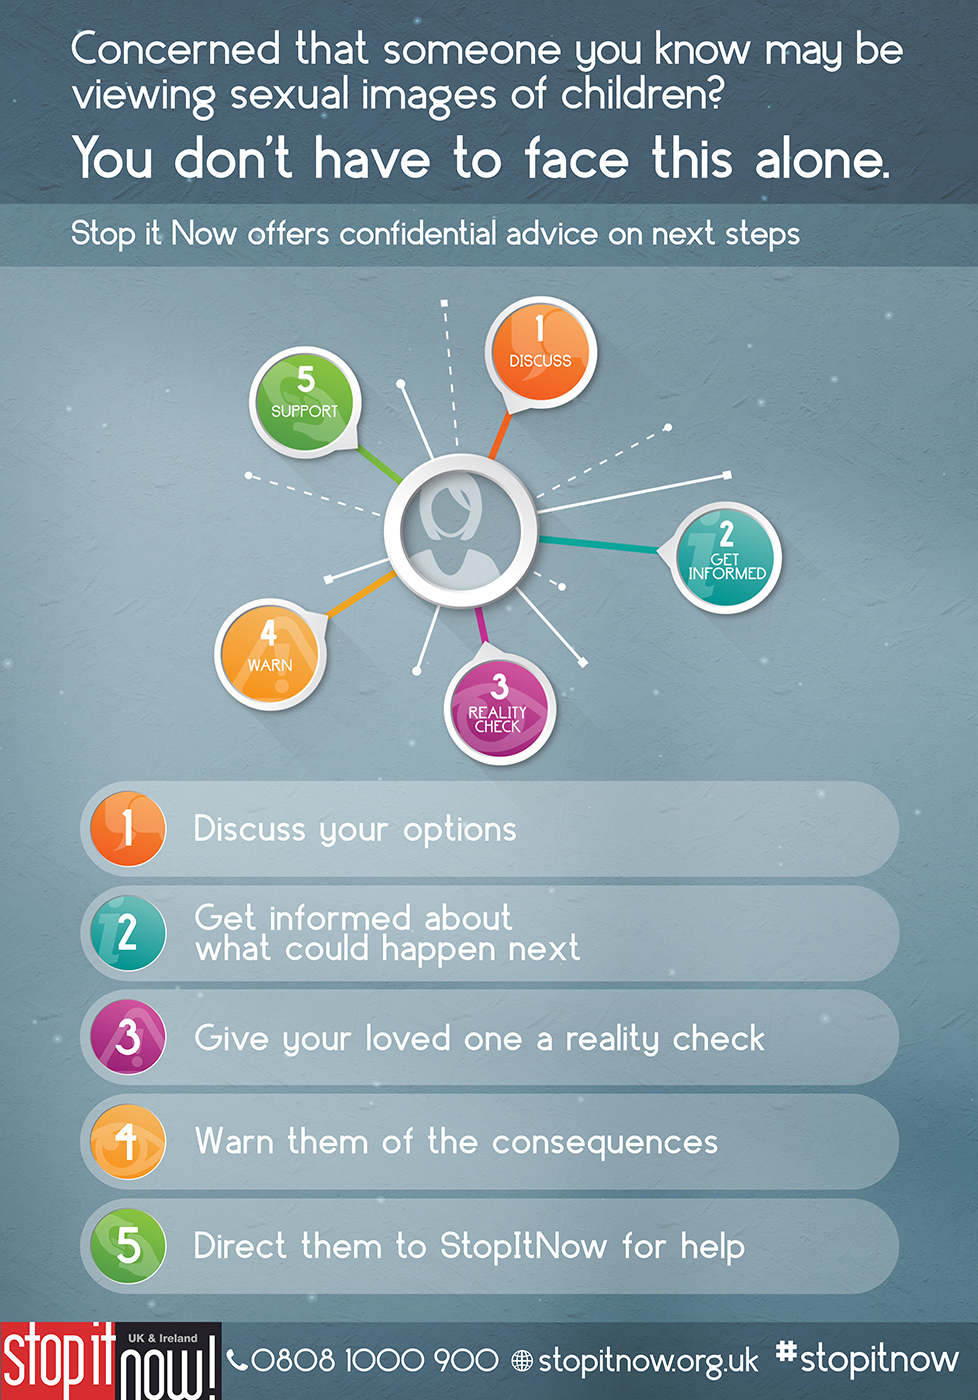 Concerned that someone you know may be
viewing sexual images of children?
You don't have to face this alone.
Stop it Now offers confidential advice on next steps
1
DISCUSS
5
SUPPORT
2
GET
INFORMED
4
WARN
3
REALITY
CHECK
1 Discuss your options
2 Get informed about
what could happen next
3 Give your loved one a reality check
4 Warn them of the consequences
5 Direct them to StopItNow for help
stop it now!
UK & Ireland
0808 1000 900 stopitnow.org.uk #stopitnow